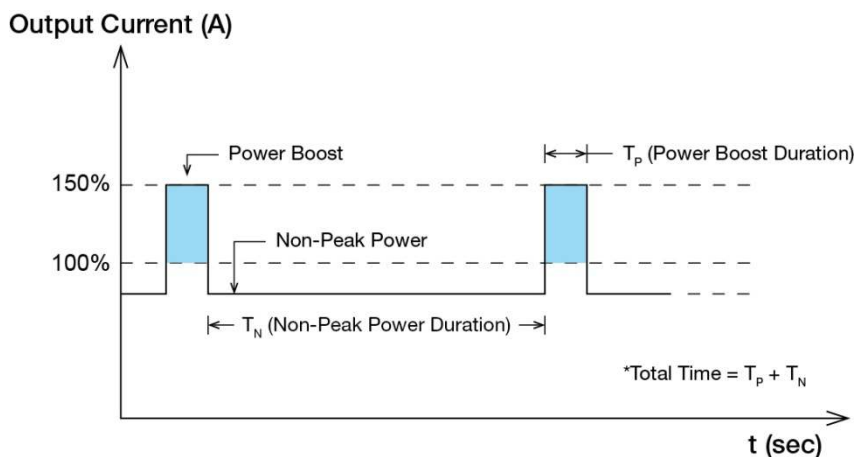 Output Current (A)
Power Boost
T_P (Power Boost Duration)
150%
Non-Peak Power
100%
T_N (Non-Peak Power Duration)
*Total Time = T_P + T_N
t (sec)